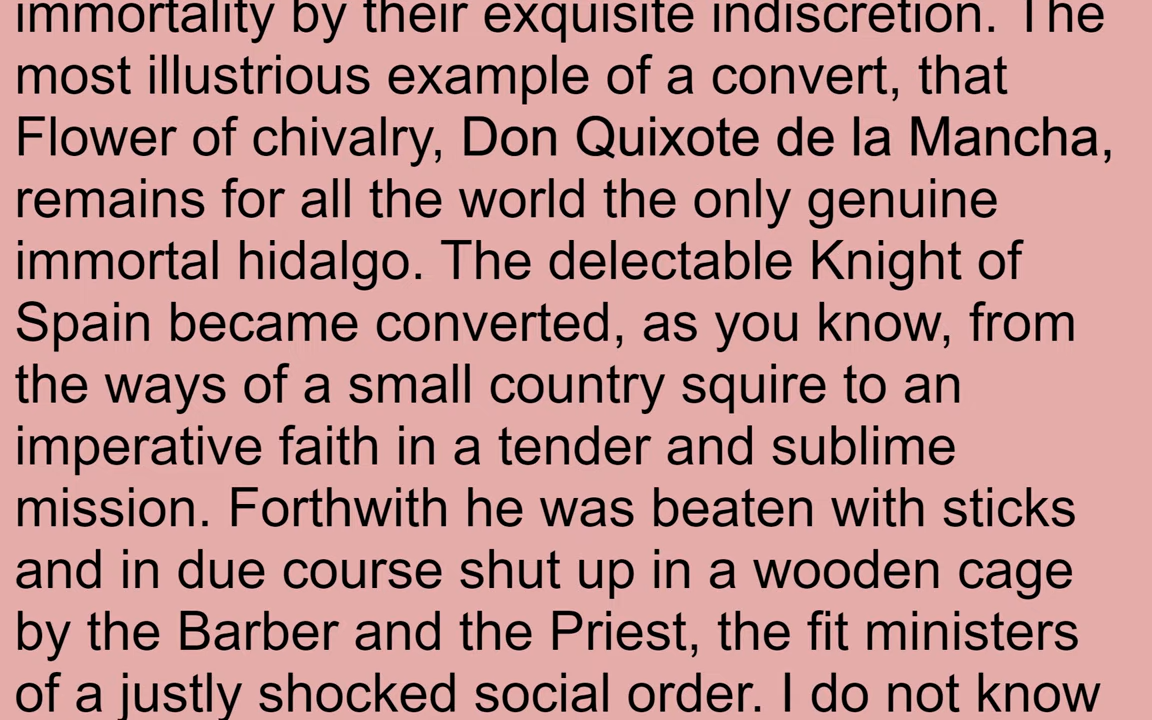 immortality by their exquisite indiscretion. The
most illustrious example of a convert, that
Flower of chivalry, Don Quixote de la Mancha,
remains for all the world the only genuine
immortal hidalgo. The delectable Knight of
Spain became converted, as you know, from
the ways of a small country squire to an
imperative faith in a tender and sublime
mission. Forthwith he was beaten with sticks
and in due course shut up in a wooden cage
by the Barber and the Priest, the fit ministers
of a justly shocked social order. I do not know